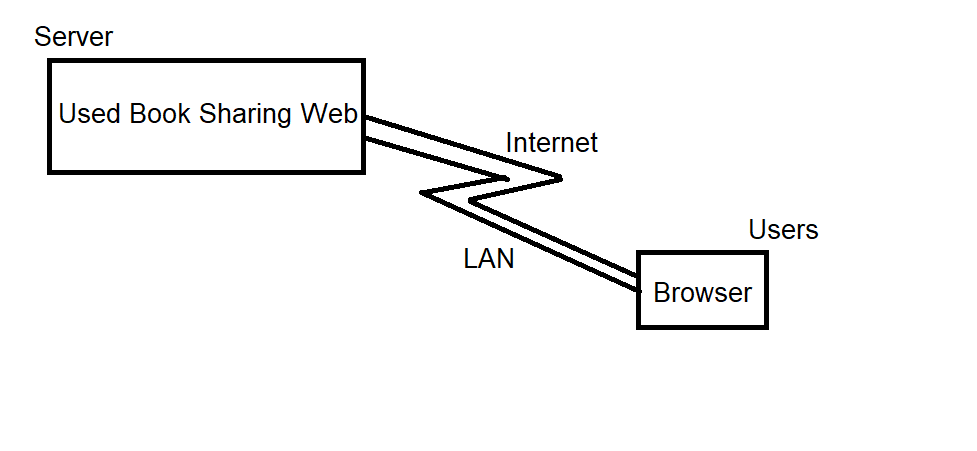 Server
Used Book Sharing Web
Internet
Users
LAN
Browser